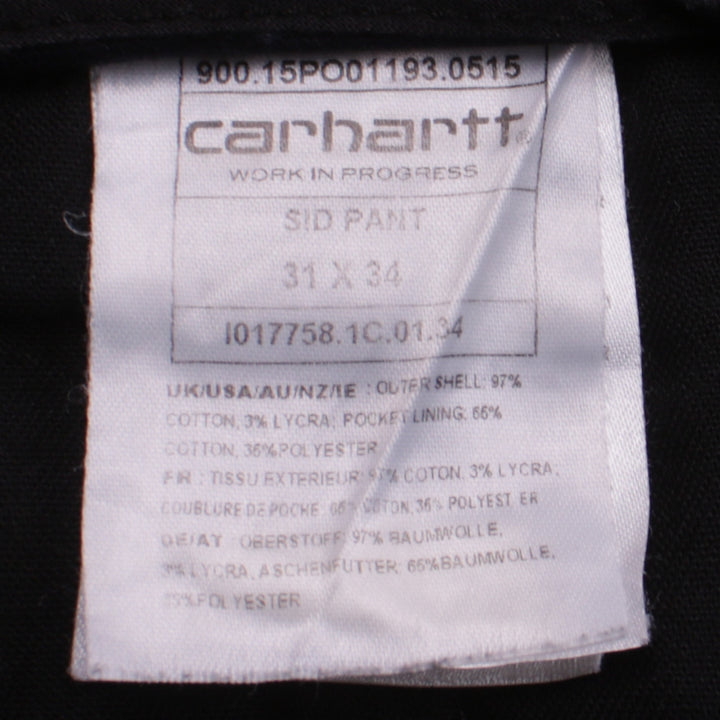 900.15PO01193.0515
carhartt®
WORK IN PROGRESS
SID PANT
31 X 34
I017758.1C.01.34
UK/USA/AU/NZ/IE : OUTER SHELL: 97%
COTTON, 3% LYCRA; POCKET LINING: 65%
COTTON, 35%POLYESTER
FR : TISSU EXTERIEUR: 97% COTON, 3% LYCRA,
COUBLURE DE POCHE: 65% COTON, 35% POLYEST ER
DE/AT : OBERSTOFF: 97% BAUMWOLLE,
3% LYCRA, ASCHENFUTTER: 65%BAUMWOLLE,
35%POLYESTER